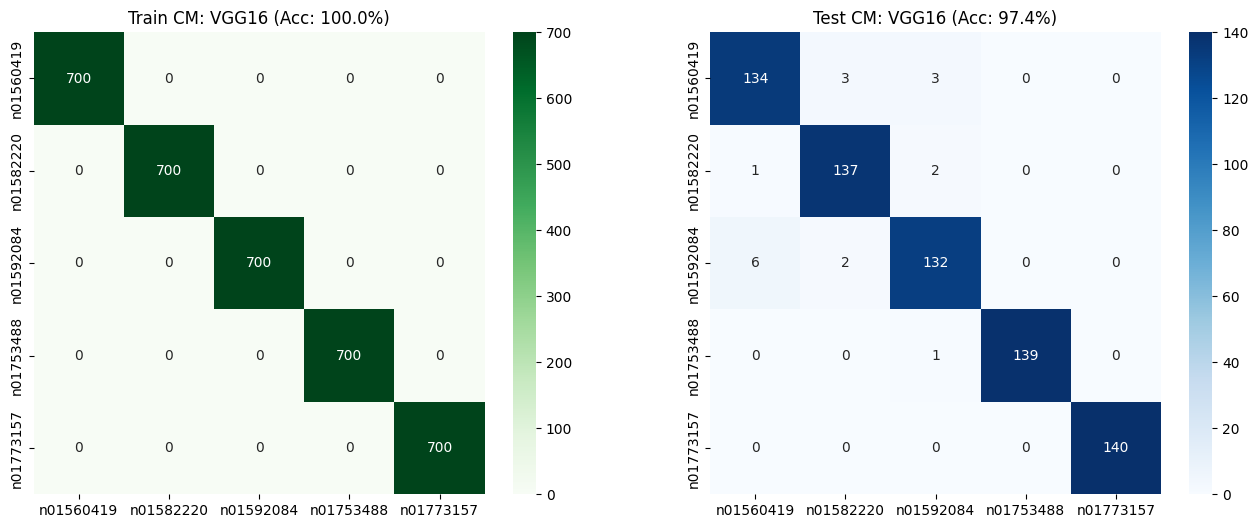 Train CM: VGG16 (Acc: 100.0%)
n01560419 700 0 0 0 0
n01582220 0 700 0 0 0
n01592084 0 0 700 0 0
n01753488 0 0 0 700 0
n01773157 0 0 0 0 700
n01560419 n01582220 n01592084 n01753488 n01773157
700
600
500
400
300
200
100
0
Test CM: VGG16 (Acc: 97.4%)
n01560419 134 3 3 0 0
n01582220 1 137 2 0 0
n01592084 6 2 132 0 0
n01753488 0 0 1 139 0
n01773157 0 0 0 0 140
n01560419 n01582220 n01592084 n01753488 n01773157
140
120
100
80
60
40
20
0